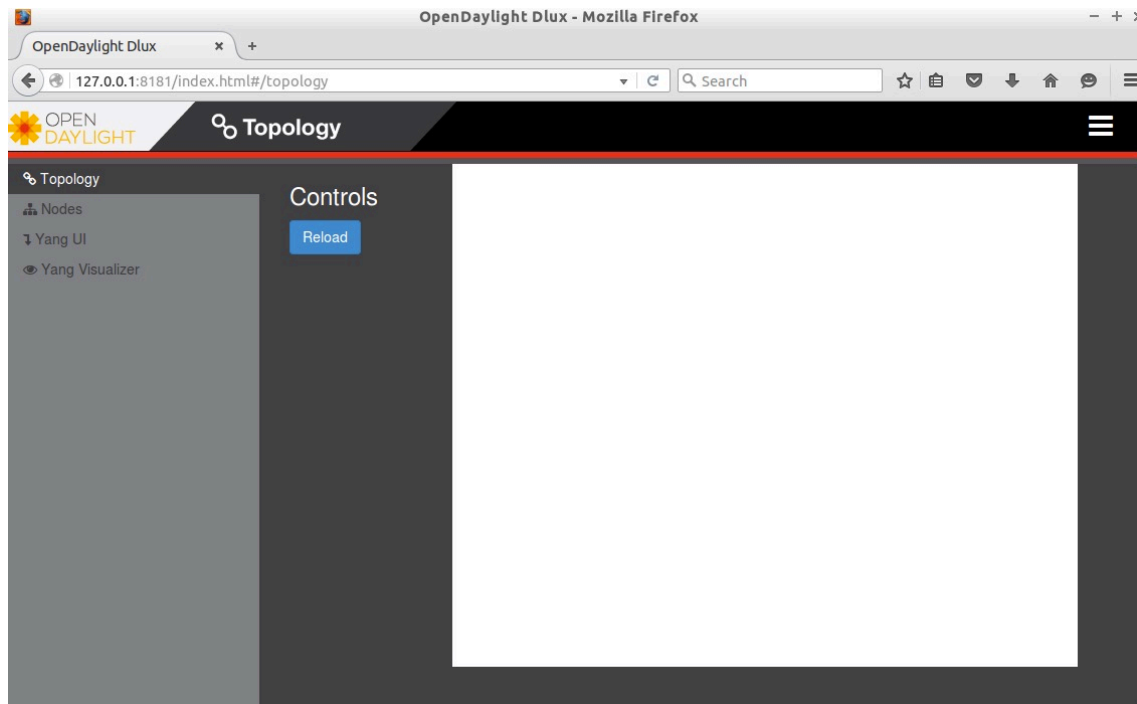 OpenDaylight Dlux - Mozilla Firefox
OpenDaylight Dlux
127.0.0.1:8181/index.html#/topology
Search
OPEN
DAYLIGHT
Topology
Topology
Nodes
Yang UI
Yang Visualizer
Controls
Reload